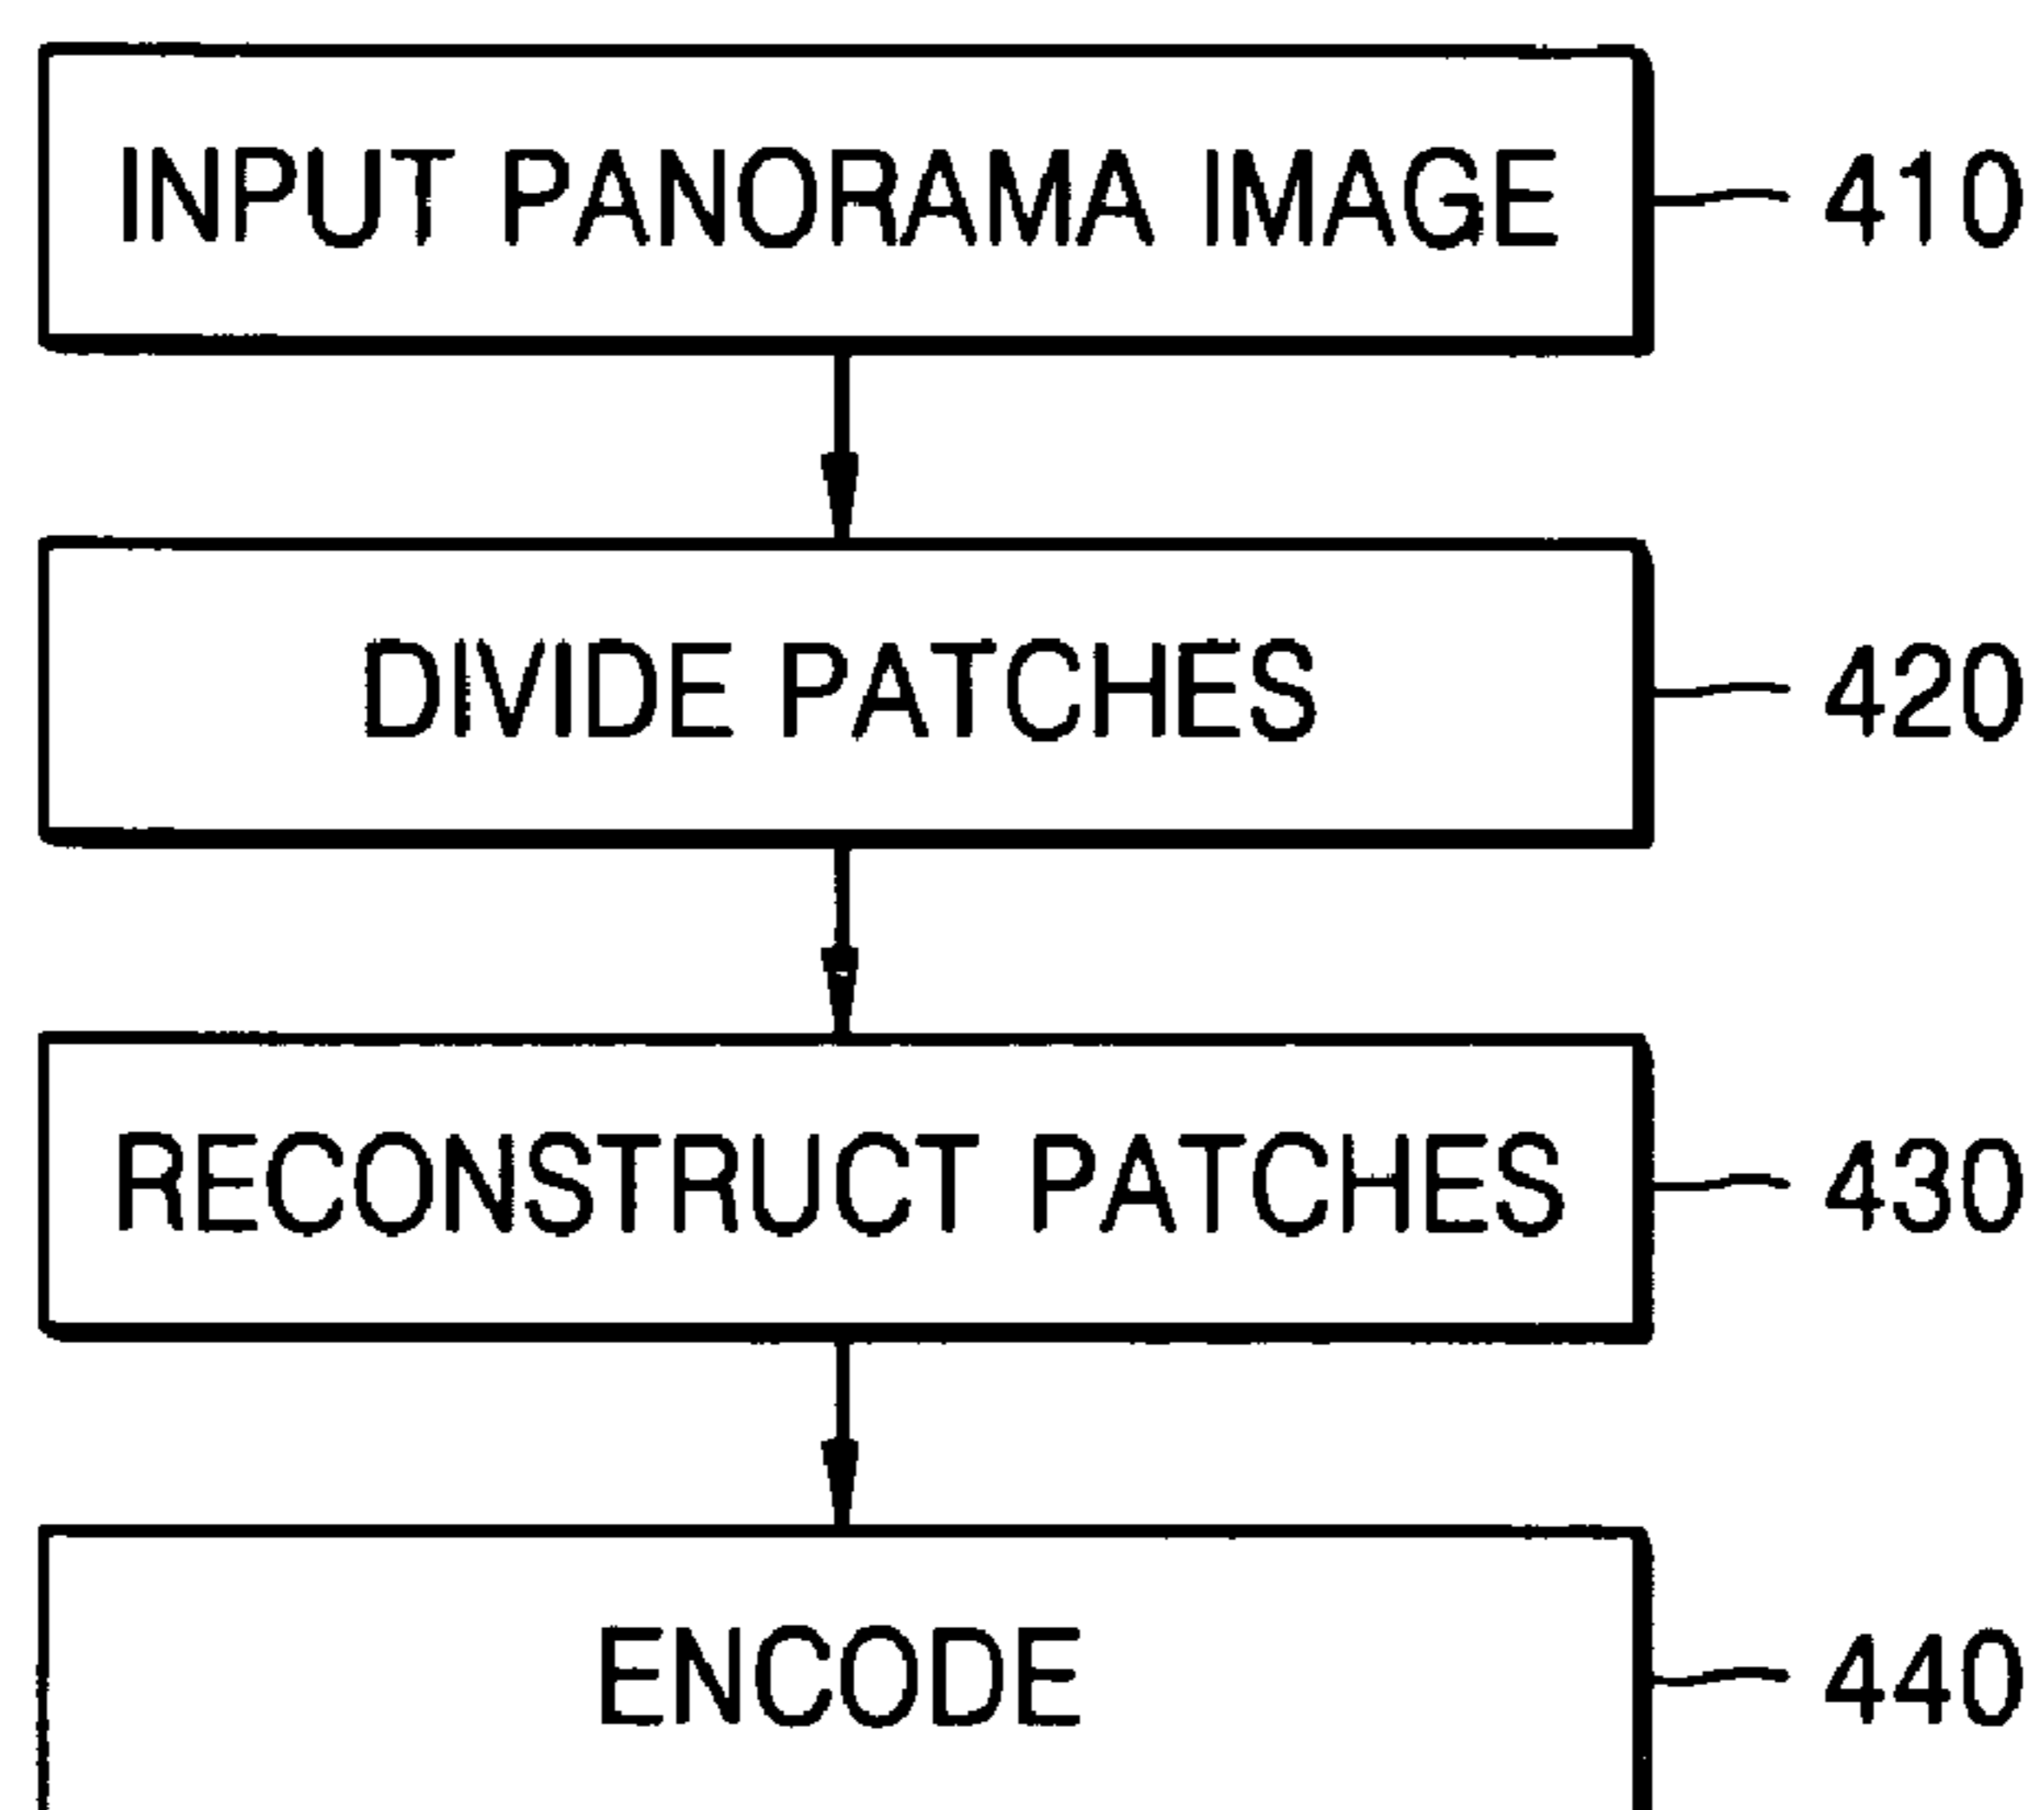 INPUT PANORAMA IMAGE 410
DIVIDE PATCHES 420
RECONSTRUCT PATCHES 430
ENCODE 440